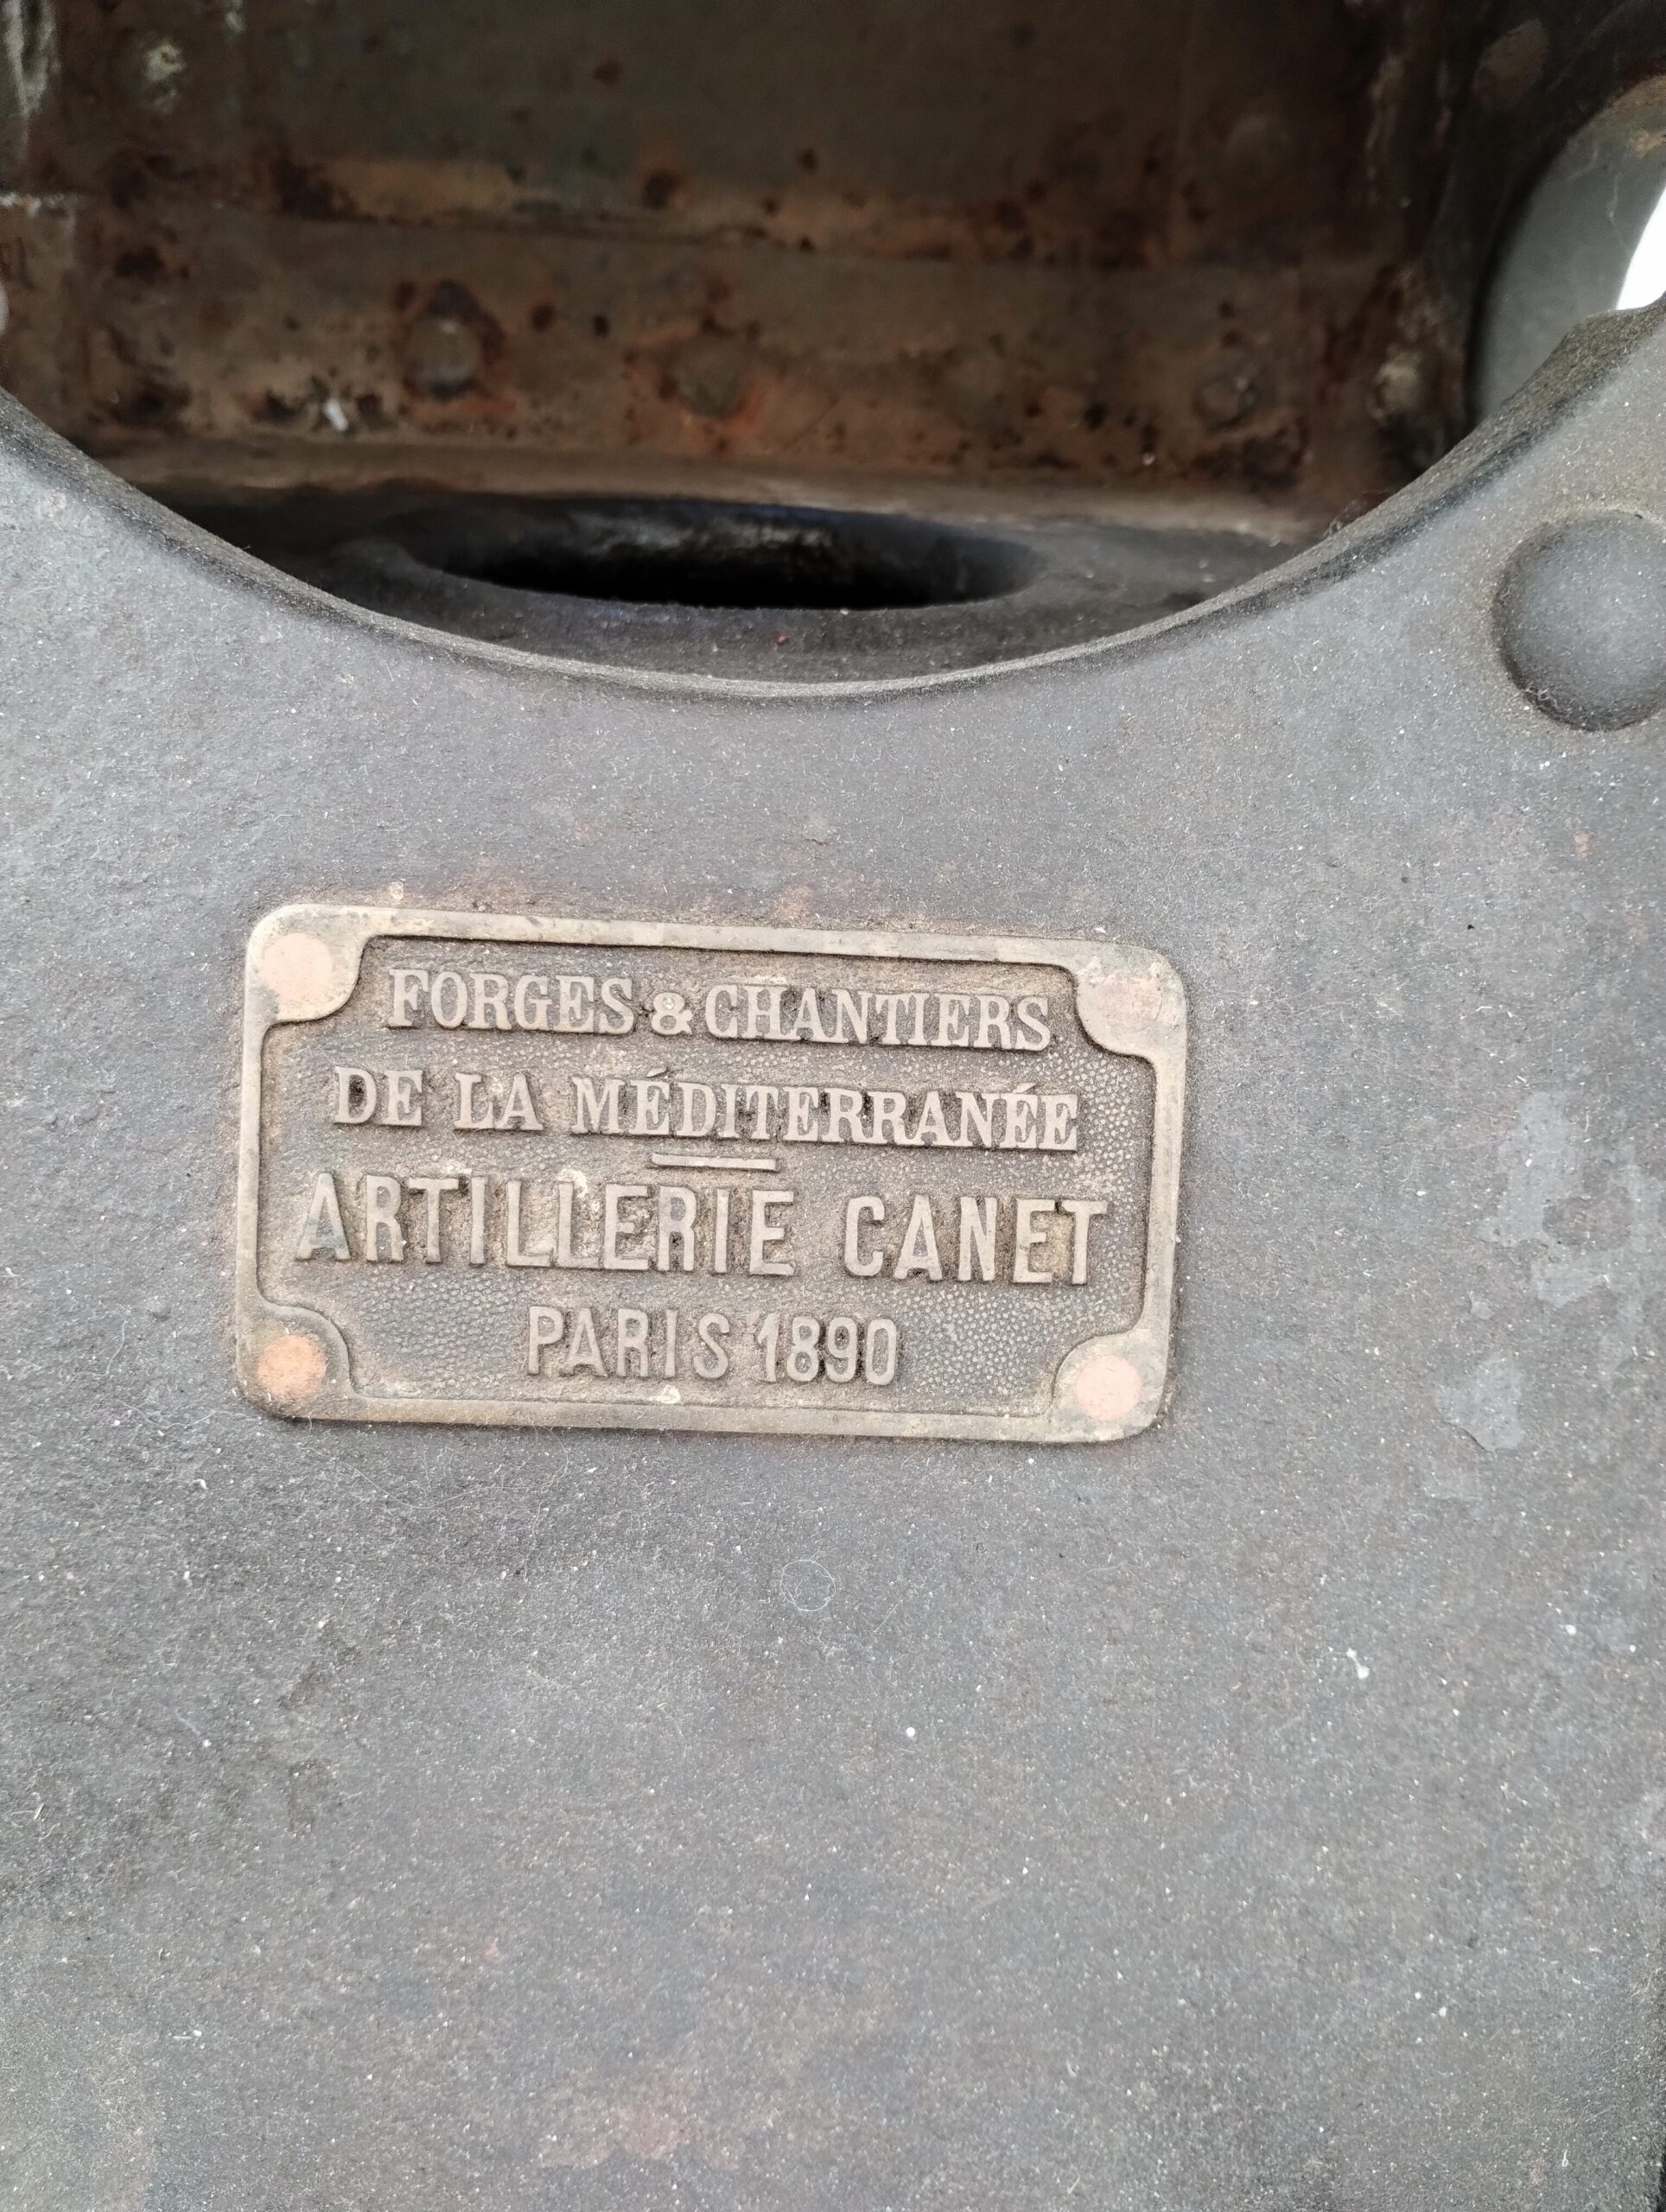 FORGES & CHANTIERS
DE LA MÉDITERRANÉE
ARTILLERIE CANET
PARIS 1890